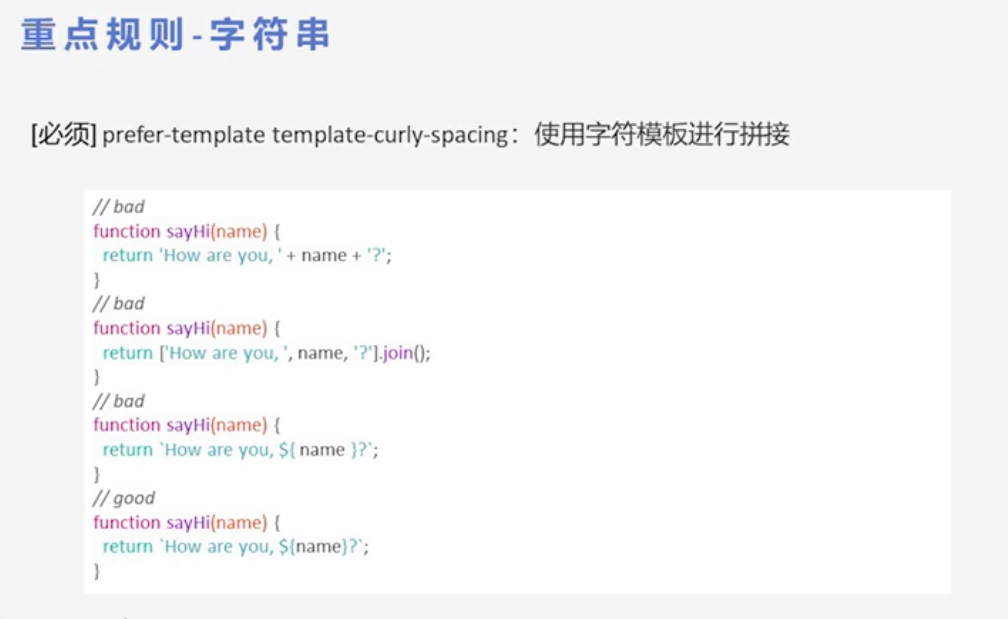 重点规则-字符串
[必须] prefer-template template-curly-spacing：使用字符模板进行拼接
// bad
function sayHi(name) {
  return 'How are you, ' + name + '?';
}
// bad
function sayHi(name) {
  return ['How are you, ', name, '?'].join();
}
// bad
function sayHi(name) {
  return `How are you, ${ name }?`;
}
// good
function sayHi(name) {
  return `How are you, ${name}?`;
}